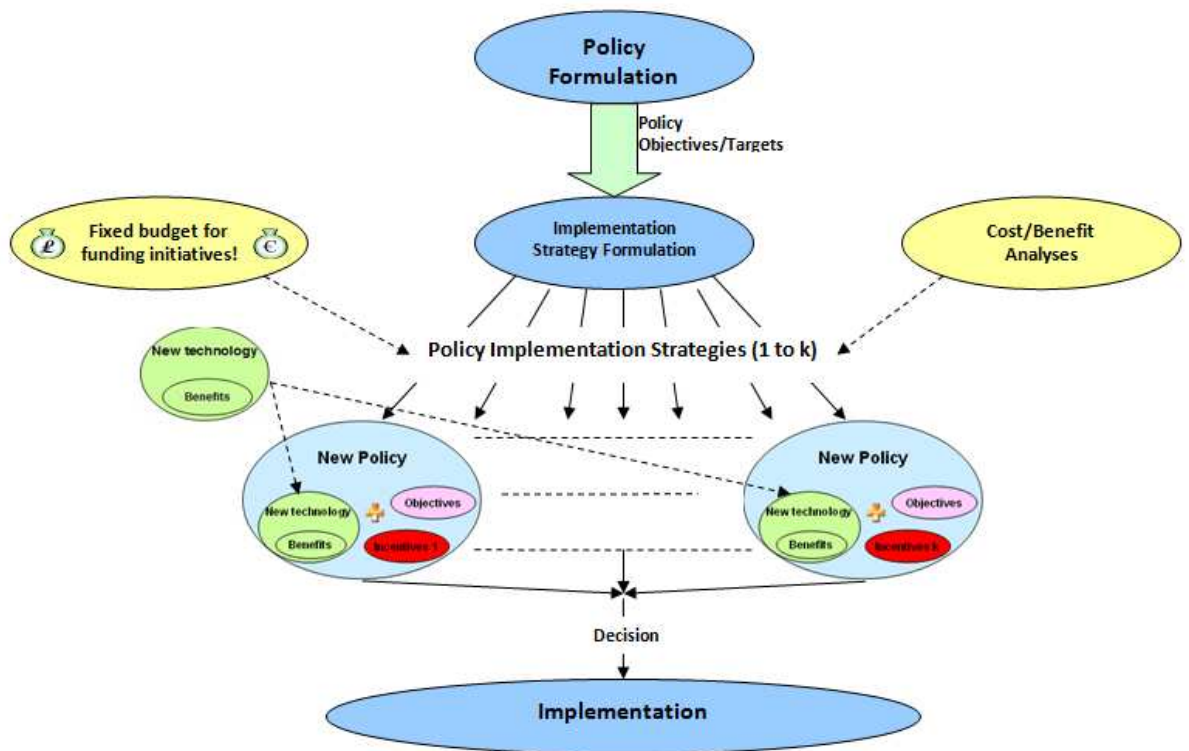 Policy
Formulation
Policy
Objectives/Targets
Implementation
Strategy Formulation
Fixed budget for
funding initiatives!
£
€
Cost/Benefit
Analyses
Policy Implementation Strategies (1 to k)
New technology
Benefits
New Policy
New technology
Benefits
Objectives
Incentives 1
New Policy
New technology
Benefits
Objectives
Incentives k
Decision
Implementation